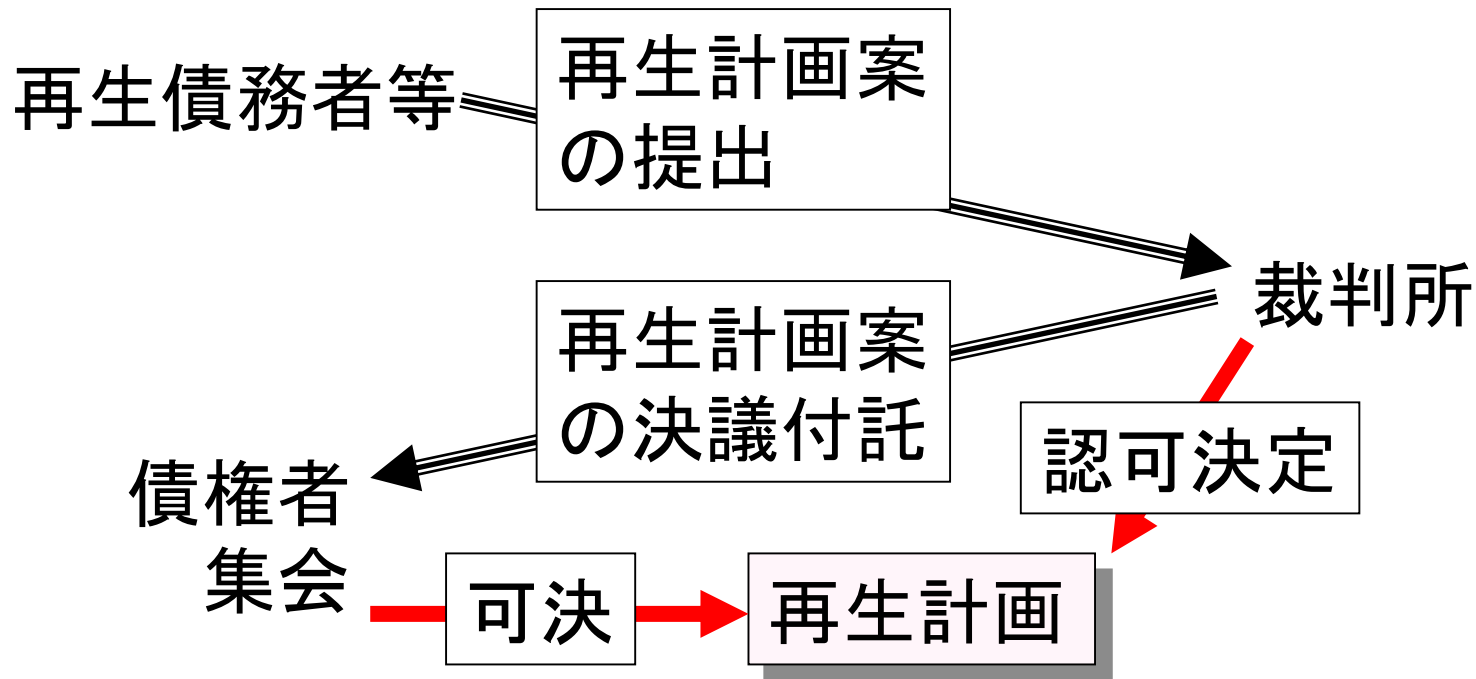 再生債務者等
再生計画案
の提出
裁判所
再生計画案
の決議付託
認可決定
債権者
集会
可決
再生計画